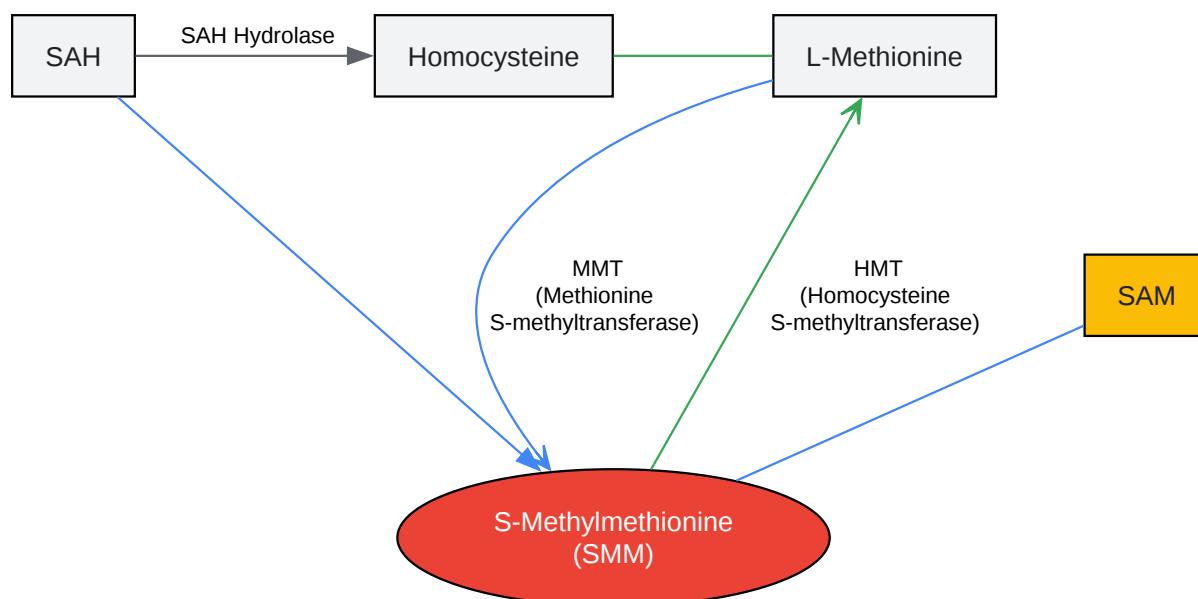 SAH
SAH Hydrolase
Homocysteine
L-Methionine
MMT
(Methionine
S-methyltransferase)
HMT
(Homocysteine
S-methyltransferase)
SAM
S-Methylmethionine
(SMM)